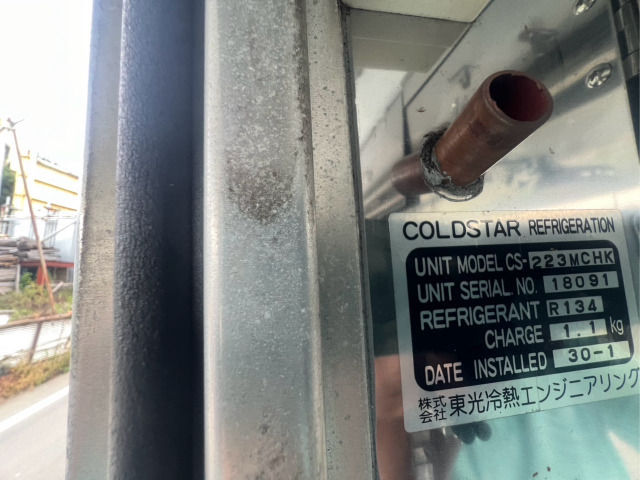 COLDSTAR REFRIGERATION
UNIT MODEL CS-223MCHK
UNIT SERIAL NO. 18091
REFRIGERANT R134
CHARGE 1.1 kg
DATE INSTALLED 30-1
株式会社 東光冷熱エンジニアリング